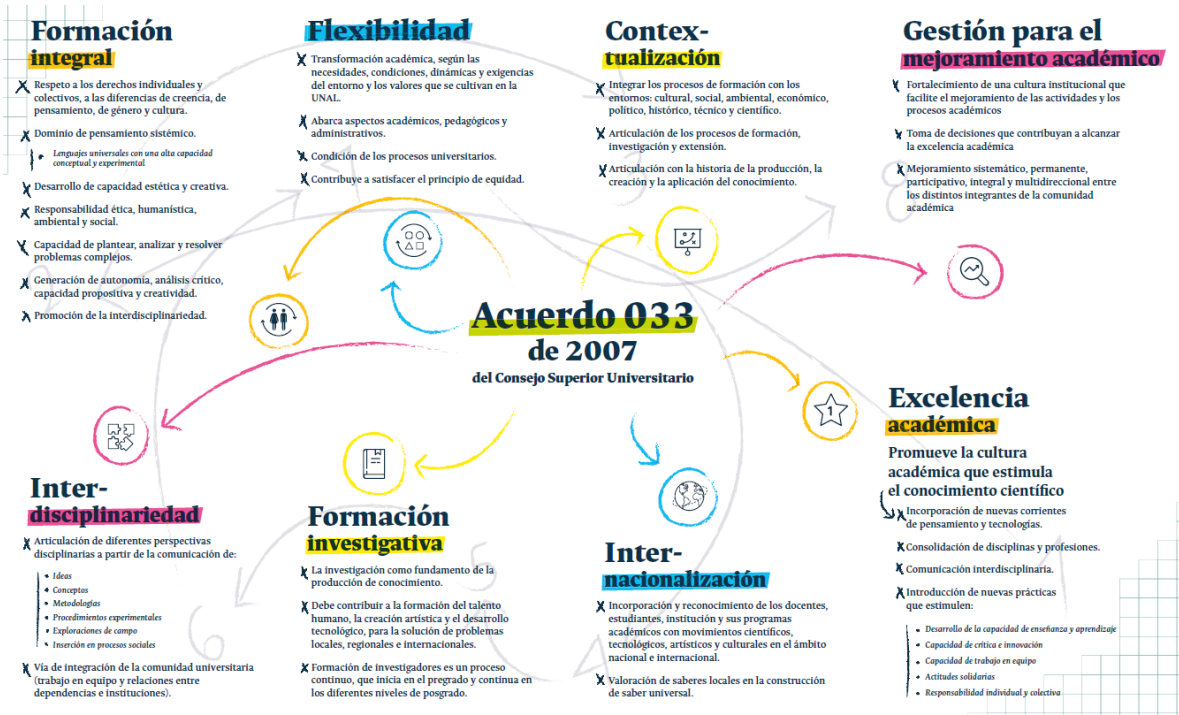 Formación
integral
Respeto a los derechos individuales y
colectivos, a las diferencias de creencia, de
pensamiento, de género y cultura.
Dominio de pensamiento sistémico.
Lenguajes universales con una alta capacidad
conceptual y experimental
Desarrollo de capacidad estética y creativa.
Responsabilidad ética, humanística,
ambiental y social.
Capacidad de plantear, analizar y resolver
problemas complejos.
Generación de autonomía, análisis crítico,
capacidad propositiva y creatividad.
Promoción de la interdisciplinariedad.
Flexibilidad
Transformación académica, según las
necesidades, condiciones, dinámicas y exigencias
del entorno y los valores que se cultivan en la
UNAL.
Abarca aspectos académicos, pedagógicos y
administrativos.
Condición de los procesos universitarios.
Contribuye a satisfacer el principio de equidad.
Contex-
tualización
Integrar los procesos de formación con los
entornos: cultural, social, ambiental, económico,
político, histórico, técnico y científico.
Articulación de los procesos de formación,
investigación y extensión.
Articulación con la historia de la producción, la
creación y la aplicación del conocimiento.
Gestión para el
mejoramiento académico
Fortalecimiento de una cultura institucional que
facilite el mejoramiento de las actividades y los
procesos académicos
Toma de decisiones que contribuyan a alcanzar
la excelencia académica
Mejoramiento sistemático, permanente,
participativo, integral y multidireccional entre
los distintos integrantes de la comunidad
académica
Acuerdo 033
de 2007
del Consejo Superior Universitario
Inter-
disciplinariedad
Articulación de diferentes perspectivas
disciplinarias a partir de la comunicación de:
Ideas
Conceptos
Metodologías
Procedimientos experimentales
Exploraciones de campo
Inserción en procesos sociales
Vía de integración de la comunidad universitaria
(trabajo en equipo y relaciones entre
dependencias e instituciones).
Formación
investigativa
La investigación como fundamento de la
producción de conocimiento.
Debe contribuir a la formación del talento
humano, la creación artística y el desarrollo
tecnológico, para la solución de problemas
locales, regionales e internacionales.
Formación de investigadores es un proceso
continuo, que inicia en el pregrado y continua en
los diferentes niveles de posgrado.
Inter-
nacionalización
Incorporación y reconocimiento de los docentes,
estudiantes, institución y sus programas
académicos con movimientos científicos,
tecnológicos, artísticos y culturales en el ámbito
nacional e internacional.
Valoración de saberes locales en la construcción
de saber universal.
1
Excelencia
académica
Promueve la cultura
académica que estimula
el conocimiento científico
Incorporación de nuevas corrientes
de pensamiento y tecnologías.
Consolidación de disciplinas y profesiones.
Comunicación interdisciplinaria.
Introducción de nuevas prácticas
que estimulen:
Desarrollo de la capacidad de enseñanza y aprendizaje
Capacidad de crítica e innovación
Capacidad de trabajo en equipo
Actitudes solidarias
Responsabilidad individual y colectiva
1
2
3
4
5
6
8